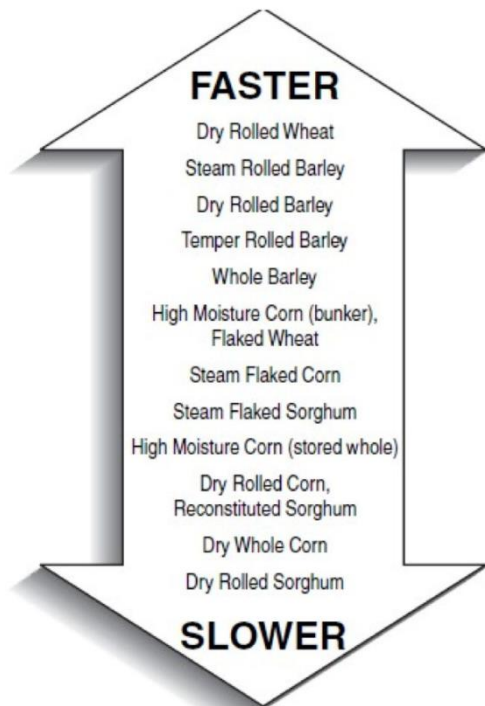 FASTER
Dry Rolled Wheat
Steam Rolled Barley
Dry Rolled Barley
Temper Rolled Barley
Whole Barley
High Moisture Corn (bunker),
Flaked Wheat
Steam Flaked Corn
Steam Flaked Sorghum
High Moisture Corn (stored whole)
Dry Rolled Corn,
Reconstituted Sorghum
Dry Whole Corn
Dry Rolled Sorghum
SLOWER